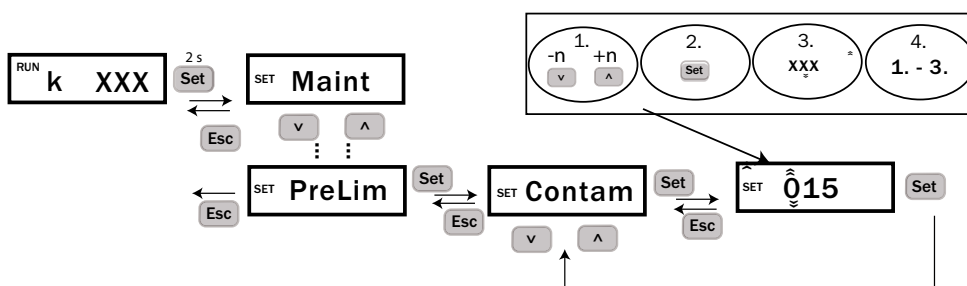 1. 2. 3. 4.
-n +n
xxx
1. - 3.
Set
2 s
RUN k XXX
Set
SET Maint
Esc
SET PreLim
Set
SET Contam
Set
SET 015
Set
Esc
Esc
Esc